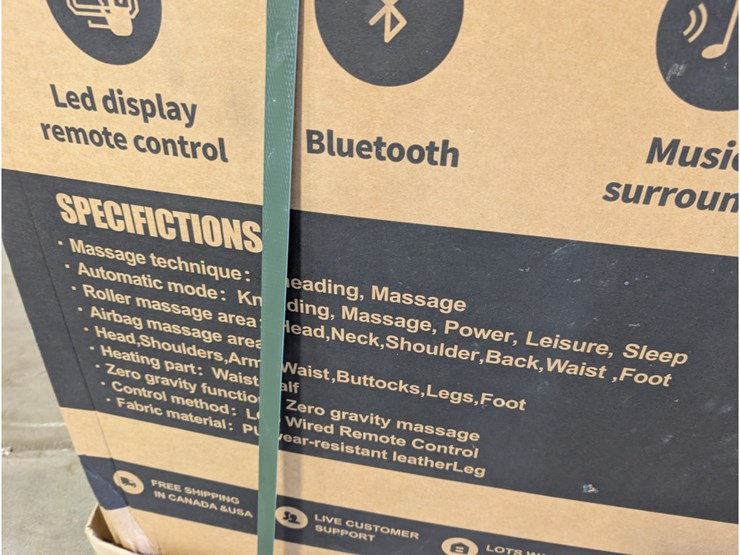 Led display
remote control
Bluetooth
Musi
surroun
SPECIFICTIONS
· Massage technique: eading, Massage
· Automatic mode: Kn ding, Massage, Power, Leisure, Sleep
· Roller massage area: Head,Neck,Shoulder,Back,Waist ,Foot
· Airbag massage area
Head,Shoulders,Arm Waist,Buttocks,Legs,Foot
· Heating part: Waist alf
· Zero gravity functio Zero gravity massage
· Control method: L Wired Remote Control
· Fabric material: PU wear-resistant leatherLeg
FREE SHIPPING
IN CANADA &USA
LIVE CUSTOMER
SUPPORT
LOTS